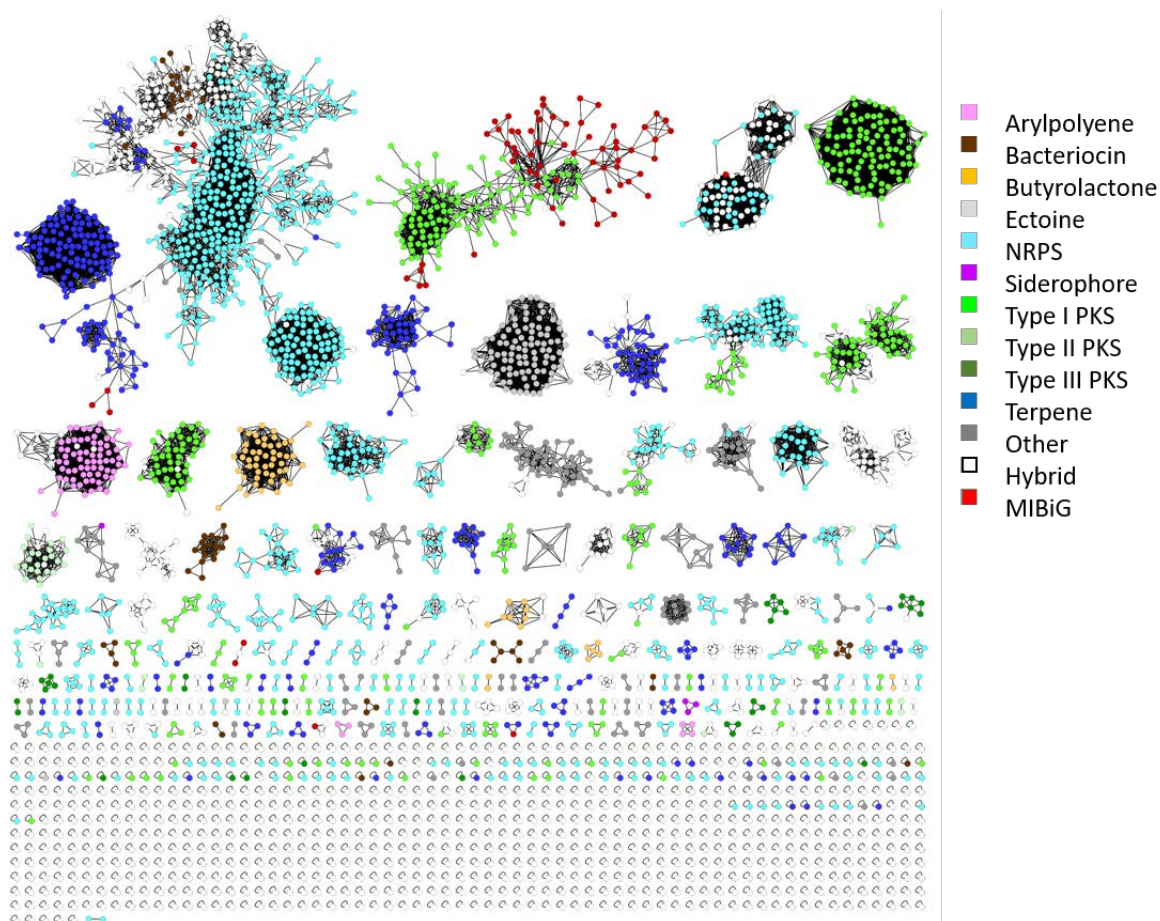 Arylpolyene
Bacteriocin
Butyrolactone
Ectoine
NRPS
Siderophore
Type I PKS
Type II PKS
Type III PKS
Terpene
Other
Hybrid
MIBiG